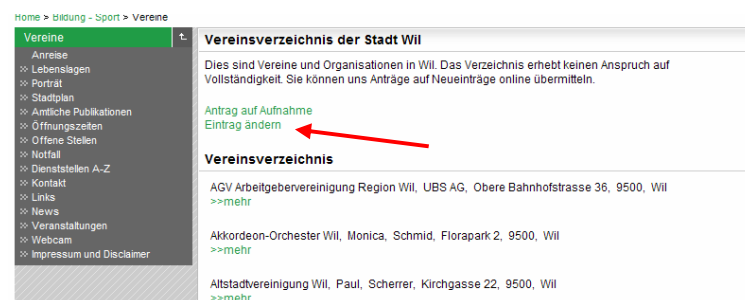 Home > Bildung - Sport > Vereine
Vereine
Anreise
» Lebenslagen
» Porträt
» Stadtplan
» Amtliche Publikationen
» Öffnungszeiten
» Offene Stellen
» Notfall
» Dienststellen A-Z
» Kontakt
» Links
» News
» Veranstaltungen
» Webcam
» Impressum und Disclaimer
Vereinsverzeichnis der Stadt Wil
Dies sind Vereine und Organisationen in Wil. Das Verzeichnis erhebt keinen Anspruch auf
Vollständigkeit. Sie können uns Anträge auf Neueinträge online übermitteln.
Antrag auf Aufnahme
Eintrag ändern
Vereinsverzeichnis
AGV Arbeitgebervereinigung Region Wil, UBS AG, Obere Bahnhofstrasse 36, 9500, Wil
>>mehr
Akkordeon-Orchester Wil, Monica, Schmid, Florapark 2, 9500, Wil
>>mehr
Altstadtvereinigung Wil, Paul, Scherrer, Kirchgasse 22, 9500, Wil
>>mehr